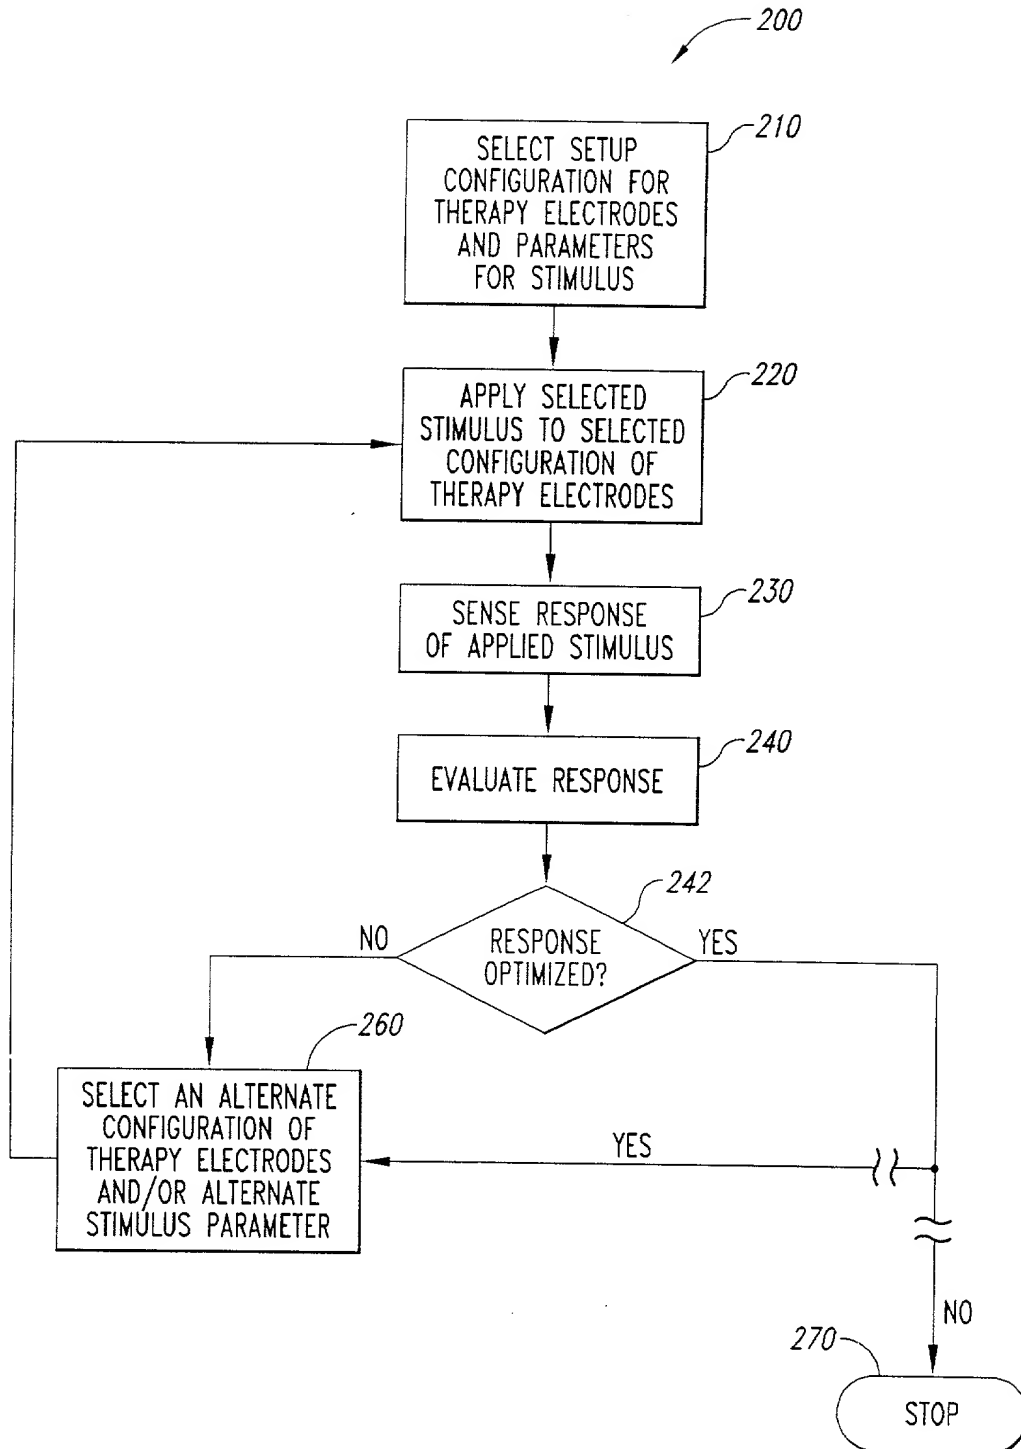 200
210
SELECT SETUP
CONFIGURATION FOR
THERAPY ELECTRODES
AND PARAMETERS
FOR STIMULUS
220
APPLY SELECTED
STIMULUS TO SELECTED
CONFIGURATION OF
THERAPY ELECTRODES
230
SENSE RESPONSE
OF APPLIED STIMULUS
240
EVALUATE RESPONSE
242
NO
RESPONSE
OPTIMIZED?
YES
260
SELECT AN ALTERNATE
CONFIGURATION OF
THERAPY ELECTRODES
AND/OR ALTERNATE
STIMULUS PARAMETER
YES
NO
270
STOP